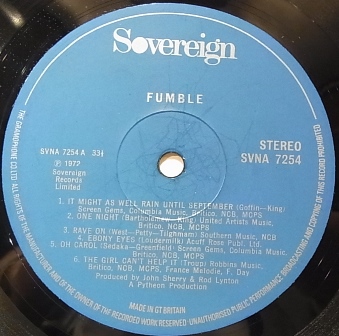 Sovereign
FUMBLE
SVNA 7254 A 33⅓
Ⓟ 1972
Sovereign
Records
Limited
STEREO
SVNA 7254
1. IT MIGHT AS WELL RAIN UNTIL SEPTEMBER (Goffin—King)
Screen Gems, Columbia Music, Britico, NCB, MCPS
2. ONE NIGHT (Bartholomew—King) United Artists Music,
Britico, NCB, MCPS
3. RAVE ON (West—Petty—Tilghmam) Southern Music, NCB
4. EBONY EYES (Loudermilk) Acuff Rose Publ. Ltd.
5. OH CAROL (Sedaka—Greenfield) Screen Gems, Columbia
Music, Britico, NCB, MCPS
6. THE GIRL CAN'T HELP IT (Troup) Robbins Music,
Britico, NCB, MCPS, France Melodie, F. Day
Produced by John Sherry & Rod Lynton
A Pytheon Production
MADE IN GT BRITAIN
THE GRAMOPHONE CO. LTD. ALL RIGHTS OF THE MANUFACTURER AND OF THE OWNER OF THE RECORDED WORK RESERVED. UNAUTHORISED PUBLIC PERFORMANCE, BROADCASTING AND COPYING OF THIS RECORD PROHIBITED